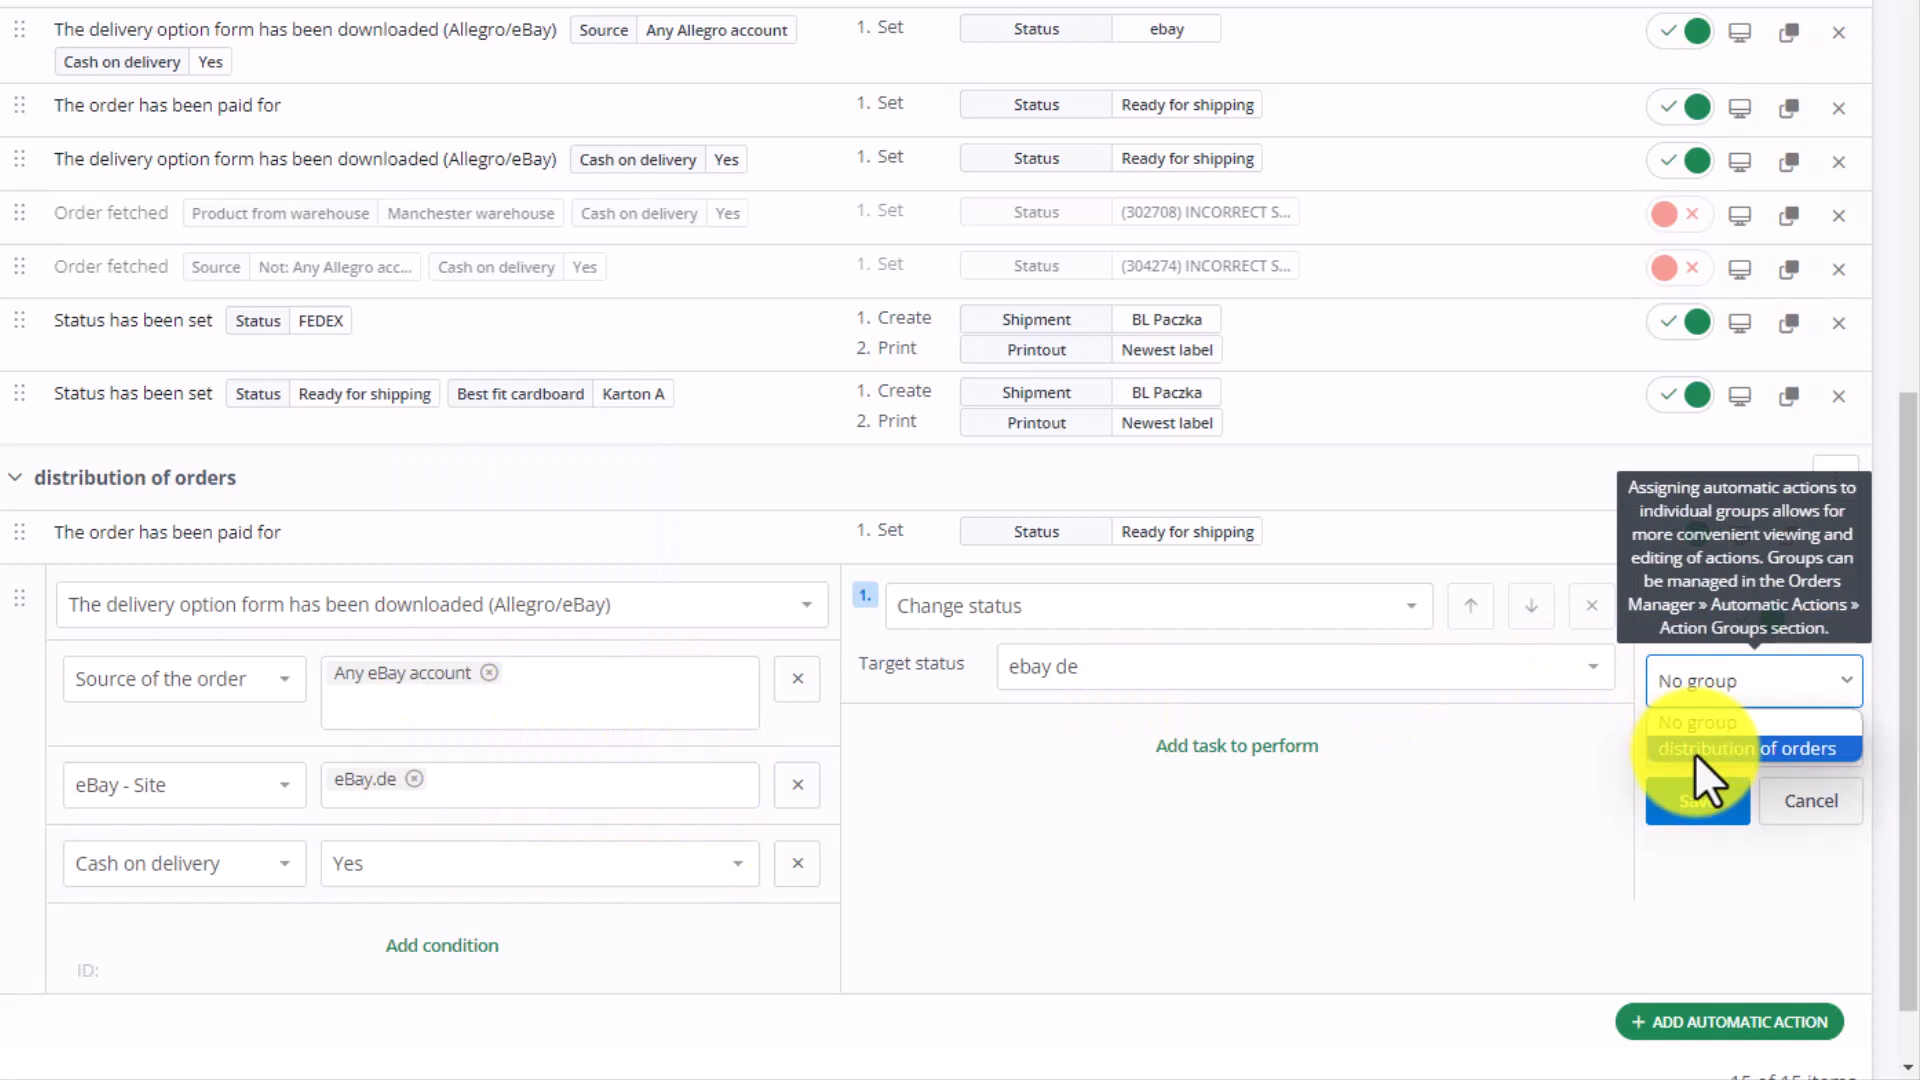 The delivery option form has been downloaded (Allegro/eBay) Source Any Allegro account 1. Set Status ebay
Cash on delivery Yes
The order has been paid for 1. Set Status Ready for shipping
The delivery option form has been downloaded (Allegro/eBay) Cash on delivery Yes 1. Set Status Ready for shipping
Order fetched Product from warehouse Manchester warehouse Cash on delivery Yes 1. Set Status (302708) INCORRECT S...
Order fetched Source Not: Any Allegro acc... Cash on delivery Yes 1. Set Status (304274) INCORRECT S...
Status has been set Status FEDEX 1. Create Shipment BL Paczka
2. Print Printout Newest label
Status has been set Status Ready for shipping Best fit cardboard Karton A 1. Create Shipment BL Paczka
2. Print Printout Newest label
distribution of orders
Assigning automatic actions to
individual groups allows for
more convenient viewing and
editing of actions. Groups can
be managed in the Orders
Manager » Automatic Actions »
Action Groups section.
The order has been paid for 1. Set Status Ready for shipping
The delivery option form has been downloaded (Allegro/eBay) 1. Change status
Source of the order Any eBay account Target status ebay de No group
No group
distribution of orders
Add task to perform
eBay - Site eBay.de Save Cancel
Cash on delivery Yes
Add condition
ID:
+ ADD AUTOMATIC ACTION
15 of 15 items